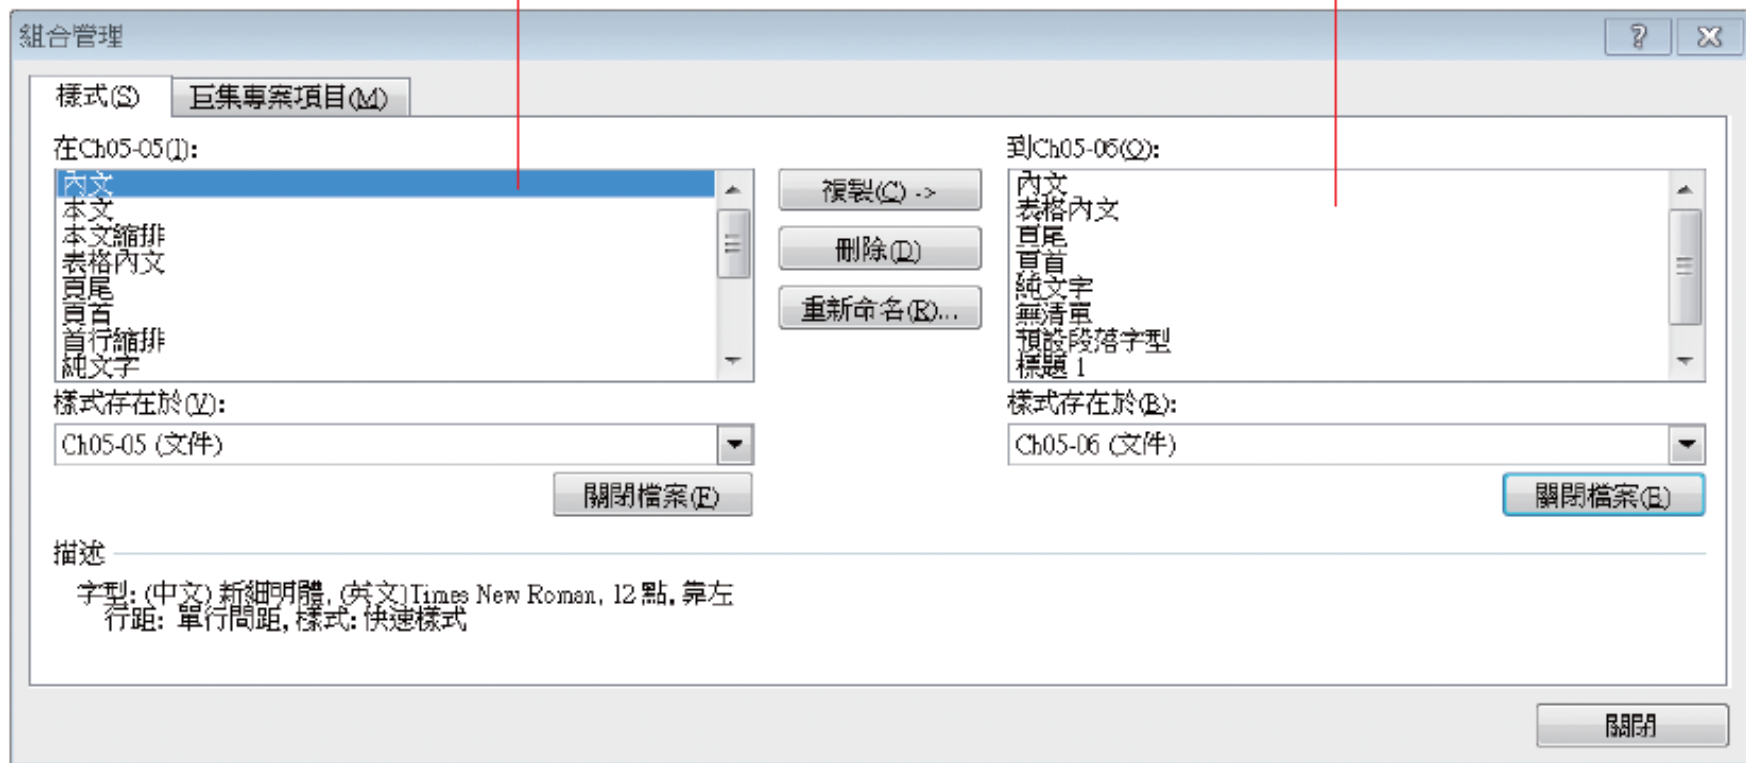 組合管理
樣式(S)
巨集專案項目(M)
在Ch05-05(I):
內文
本文
本文縮排
表格內文
頁尾
頁首
首行縮排
純文字
樣式存在於(V):
Ch05-05 (文件)
關閉檔案(F)
複製(C) ->
刪除(D)
重新命名(R)...
到Ch05-06(O):
內文
表格內文
頁尾
頁首
純文字
無清單
預設段落字型
標題 1
樣式存在於(B):
Ch05-06 (文件)
關閉檔案(E)
描述
字型: (中文) 新細明體, (英文)Times New Roman, 12 點, 靠左
行距: 單行間距, 樣式: 快速樣式
關閉